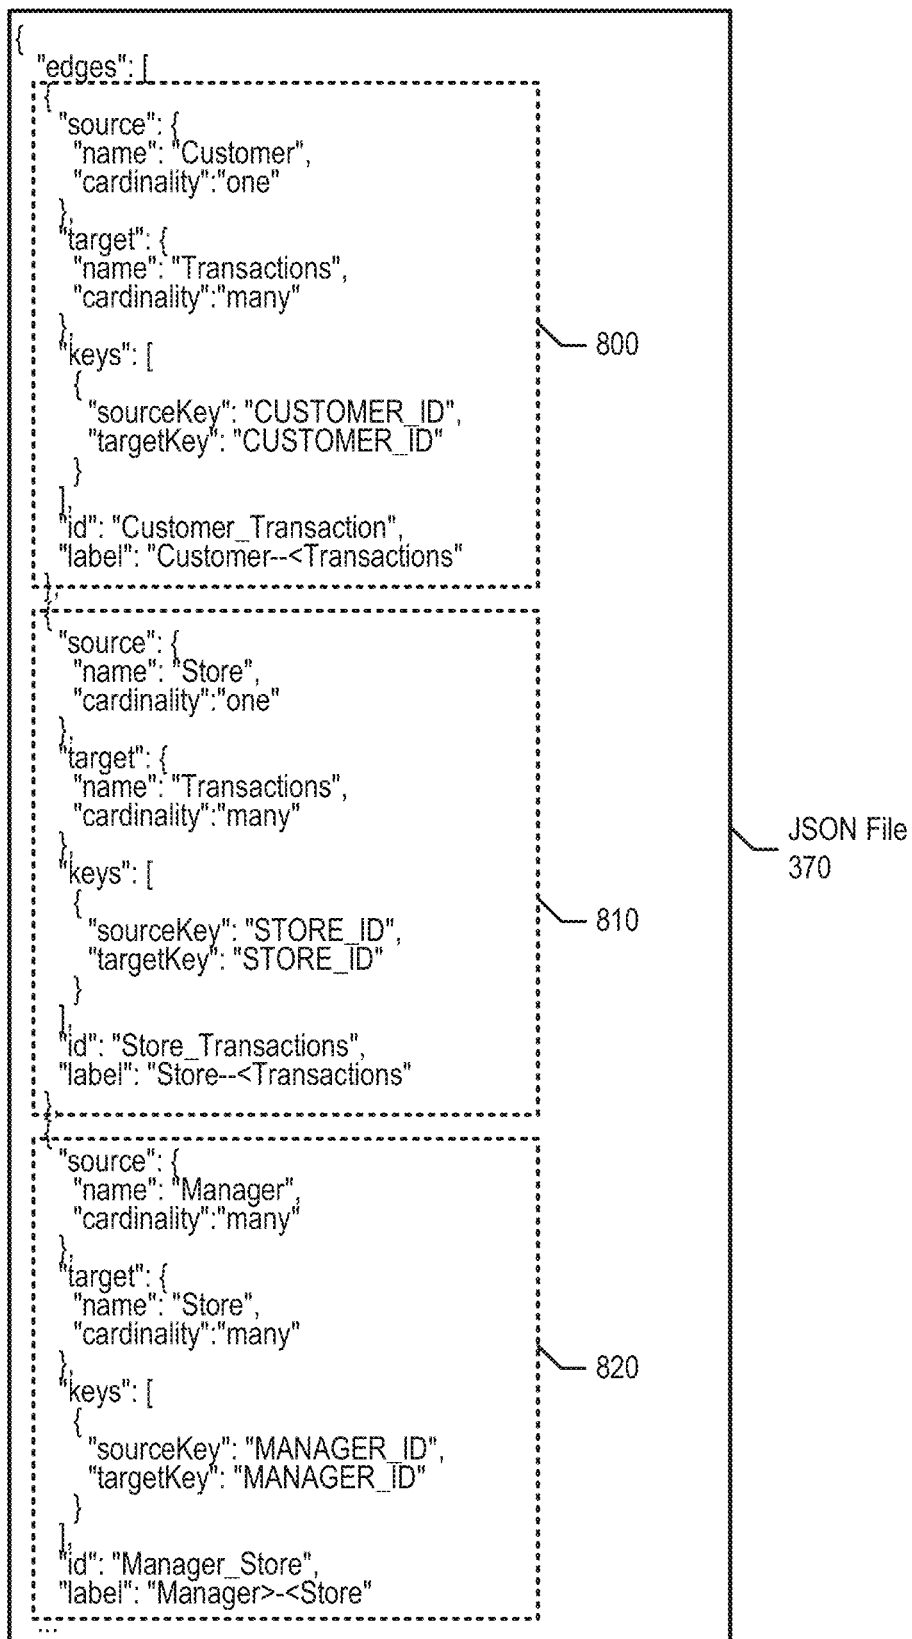 {
"edges": [
{
"source": {
"name": "Customer",
"cardinality":"one"
},
"target": {
"name": "Transactions",
"cardinality":"many"
},
"keys": [
{
"sourceKey": "CUSTOMER_ID",
"targetKey": "CUSTOMER_ID"
}
],
"id": "Customer_Transaction",
"label": "Customer--<Transactions"
},
800
{
"source": {
"name": "Store",
"cardinality":"one"
},
"target": {
"name": "Transactions",
"cardinality":"many"
},
"keys": [
{
"sourceKey": "STORE_ID",
"targetKey": "STORE_ID"
}
],
"id": "Store_Transactions",
"label": "Store--<Transactions"
},
810
{
"source": {
"name": "Manager",
"cardinality":"many"
},
"target": {
"name": "Store",
"cardinality":"many"
},
"keys": [
{
"sourceKey": "MANAGER_ID",
"targetKey": "MANAGER_ID"
}
],
"id": "Manager_Store",
"label": "Manager>-<Store"
820
...
JSON File
370